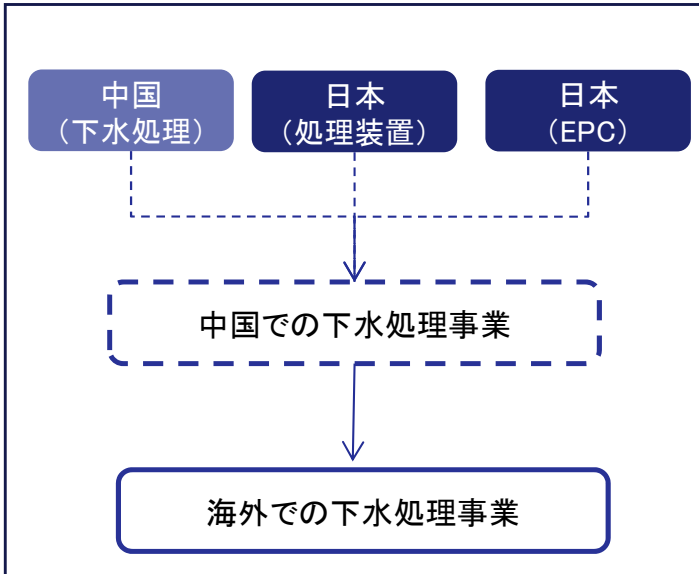 中国
（下水処理）
日本
（処理装置）
日本
（EPC）
中国での下水処理事業
海外での下水処理事業